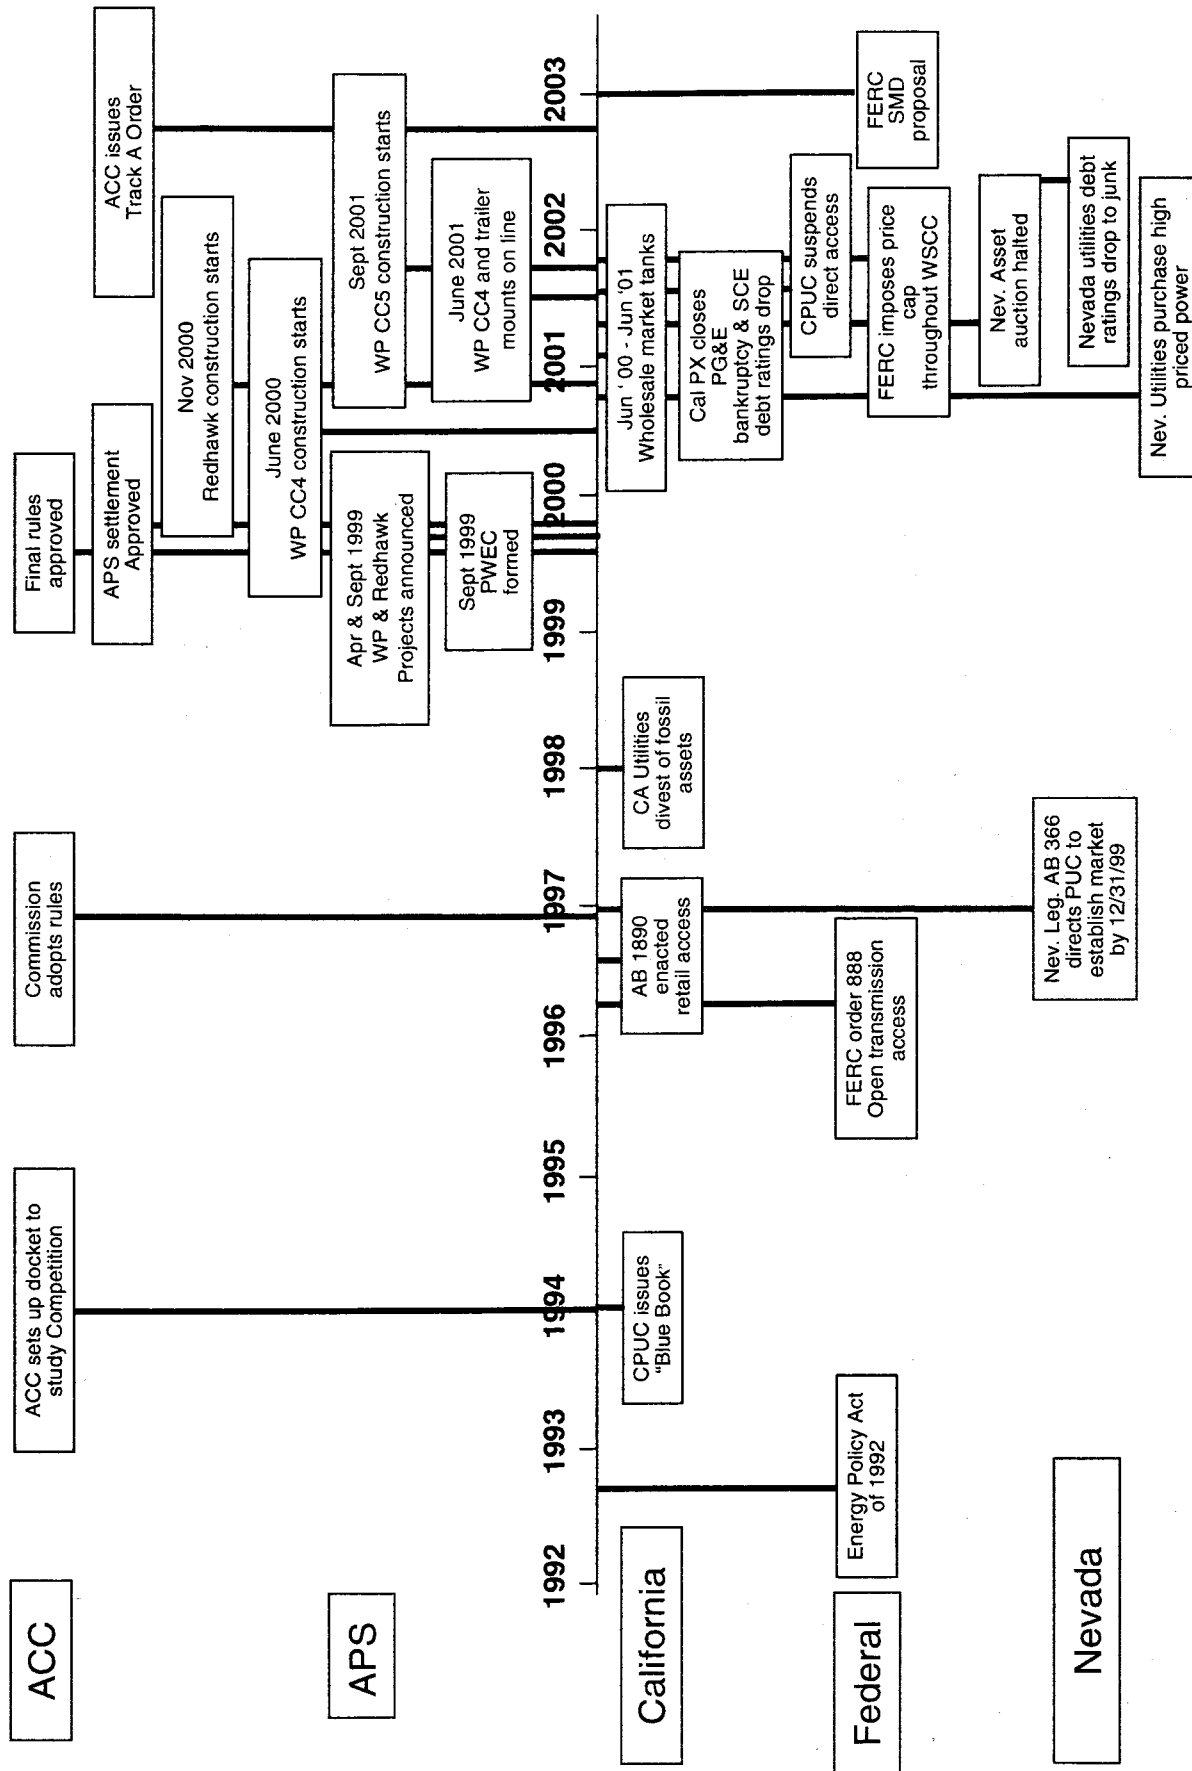 ACC
ACC sets up docket to
study Competition
Commission
adopts rules
Final rules
approved
APS settlement
Approved
ACC issues
Track A Order
APS
Nov 2000
Redhawk construction starts
June 2000
WP CC4 construction starts
Apr & Sept 1999
WP & Redhawk
Projects announced
Sept 1999
PWEC
formed
Sept 2001
WP CC5 construction starts
June 2001
WP CC4 and trailer
mounts on line
1992
1993
1994
1995
1996
1997
1998
1999
2000
2001
2002
2003
California
CPUC issues
“Blue Book”
AB 1890
enacted
retail access
CA Utilities
divest of fossil
assets
Jun ‘ 00 - Jun ‘01
Wholesale market tanks
Cal PX closes
PG&E
bankruptcy & SCE
debt ratings drop
CPUC suspends
direct access
Federal
Energy Policy Act
of 1992
FERC order 888
Open transmission
access
FERC imposes price
cap
throughout WSCC
FERC
SMD
proposal
Nevada
Nev. Leg. AB 366
directs PUC to
establish market
by 12/31/99
Nev. Asset
auction halted
Nevada utilities debt
ratings drop to junk
Nev. Utilities purchase high
priced power